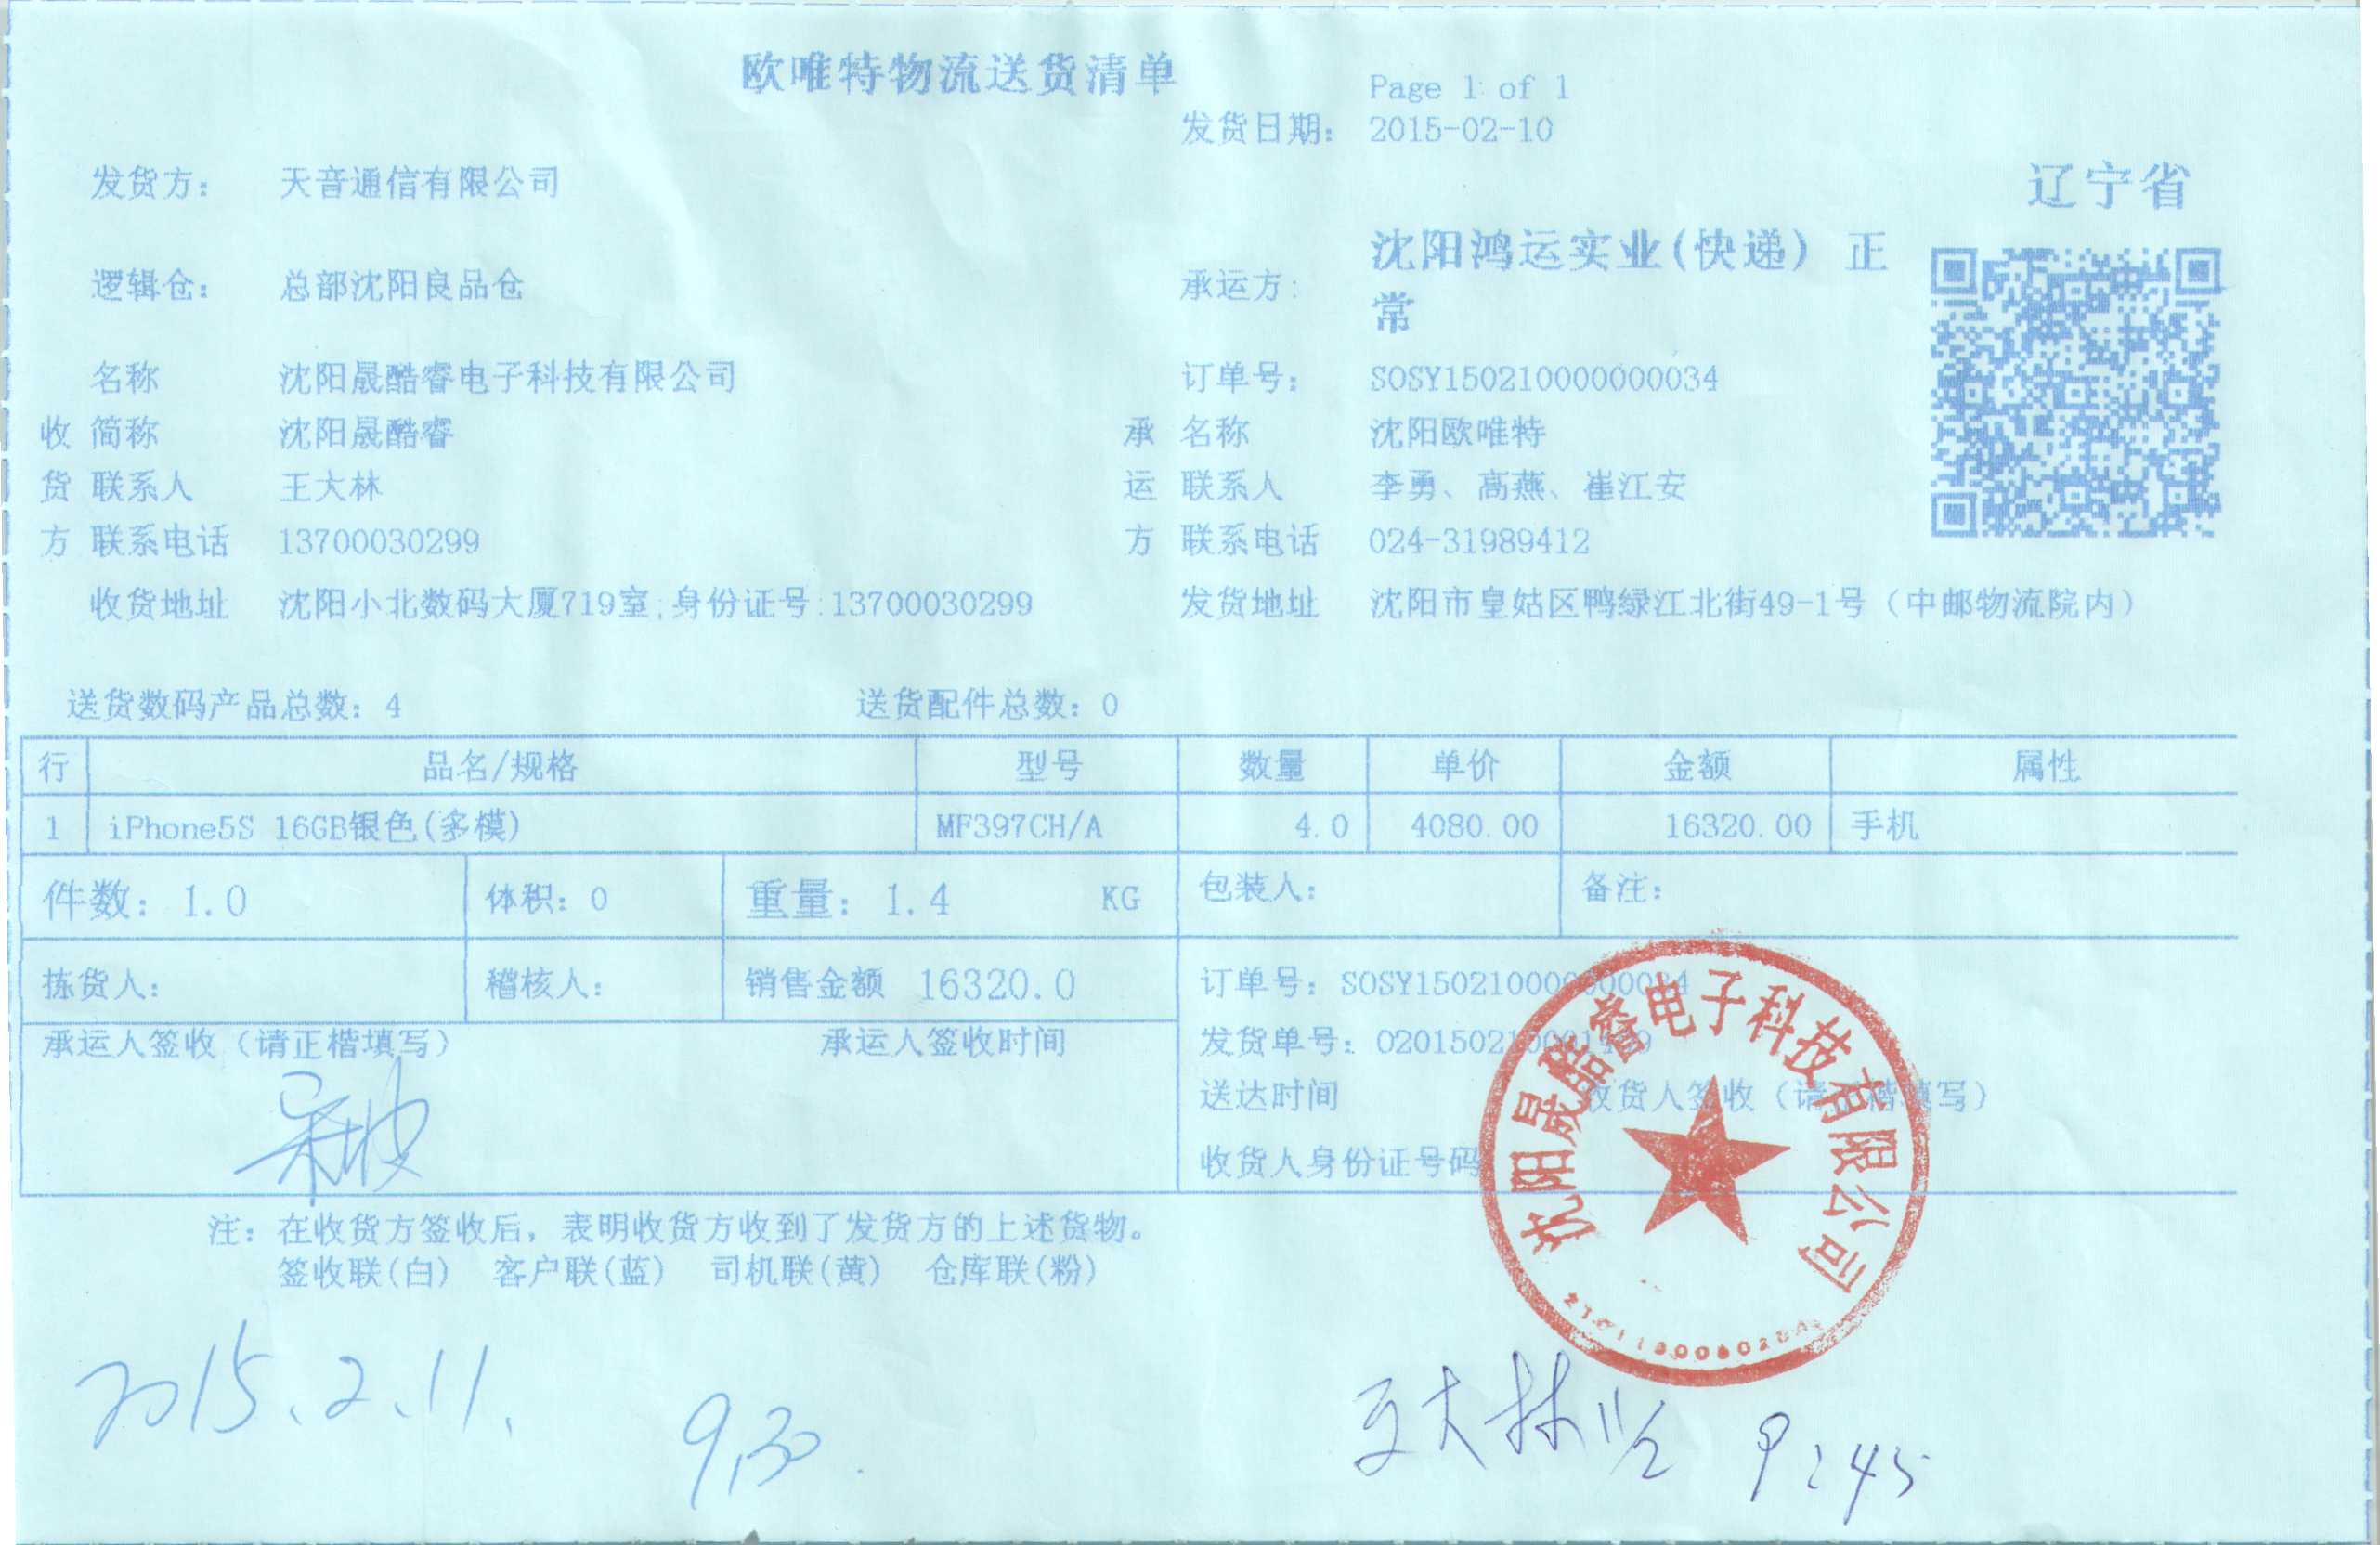 欧唯特物流送货清单
Page 1 of 1
发货日期: 2015-02-10
发货方: 天音通信有限公司
辽宁省
逻辑仓: 总部沈阳良品仓
承运方: 沈阳鸿运实业(快递) 正常
名称 沈阳晟酷睿电子科技有限公司
订单号: SOSY150210000000034
收货方
简称 沈阳晟酷睿
承运方
名称 沈阳欧唯特
联系人 王大林
联系人 李勇、高燕、崔江安
联系电话 13700030299
联系电话 024-31989412
收货地址 沈阳小北数码大厦719室;身份证号:13700030299
发货地址 沈阳市皇姑区鸭绿江北街49-1号（中邮物流院内）
送货数码产品总数: 4
送货配件总数: 0
行 品名/规格 型号 数量 单价 金额 属性
1 iPhone5S 16GB银色(多模) MF397CH/A 4.0 4080.00 16320.00 手机
件数: 1.0 体积: 0 重量: 1.4 KG 包装人: 备注:
拣货人: 稽核人: 销售金额 16320.0
订单号: SOSY150210000000034
承运人签收（请正楷填写） 承运人签收时间
发货单号:
送达时间 收货人签收（请正楷填写）
收货人身份证号码
沈阳晟酷睿电子科技有限公司
注: 在收货方签收后, 表明收货方收到了发货方的上述货物。
签收联(白) 客户联(蓝) 司机联(黄) 仓库联(粉)
2015.2.11.
9,30
王大林 11/2 9:45